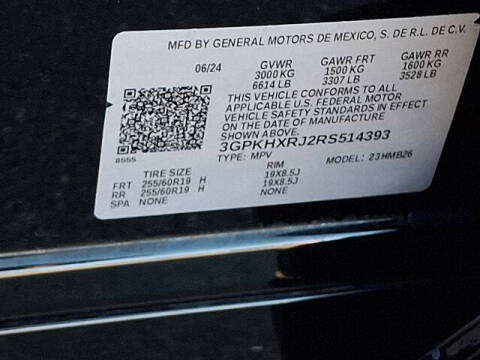 MFD BY GENERAL MOTORS DE MEXICO, S. DE R.L. DE C.V.
06/24 GVWR GAWR FRT GAWR RR
3000 KG 1500 KG 1600 KG
6614 LB 3307 LB 3528 LB
THIS VEHICLE CONFORMS TO ALL
APPLICABLE U.S. FEDERAL MOTOR
VEHICLE SAFETY STANDARDS IN EFFECT
ON THE DATE OF MANUFACTURE
SHOWN ABOVE.
8555 3GPKHXRJ2RS514393
TYPE: MPV MODEL: 23HMB26
TIRE SIZE RIM
FRT 255/60R19 H 19X8.5J
RR 255/60R19 H 19X8.5J
SPA NONE NONE